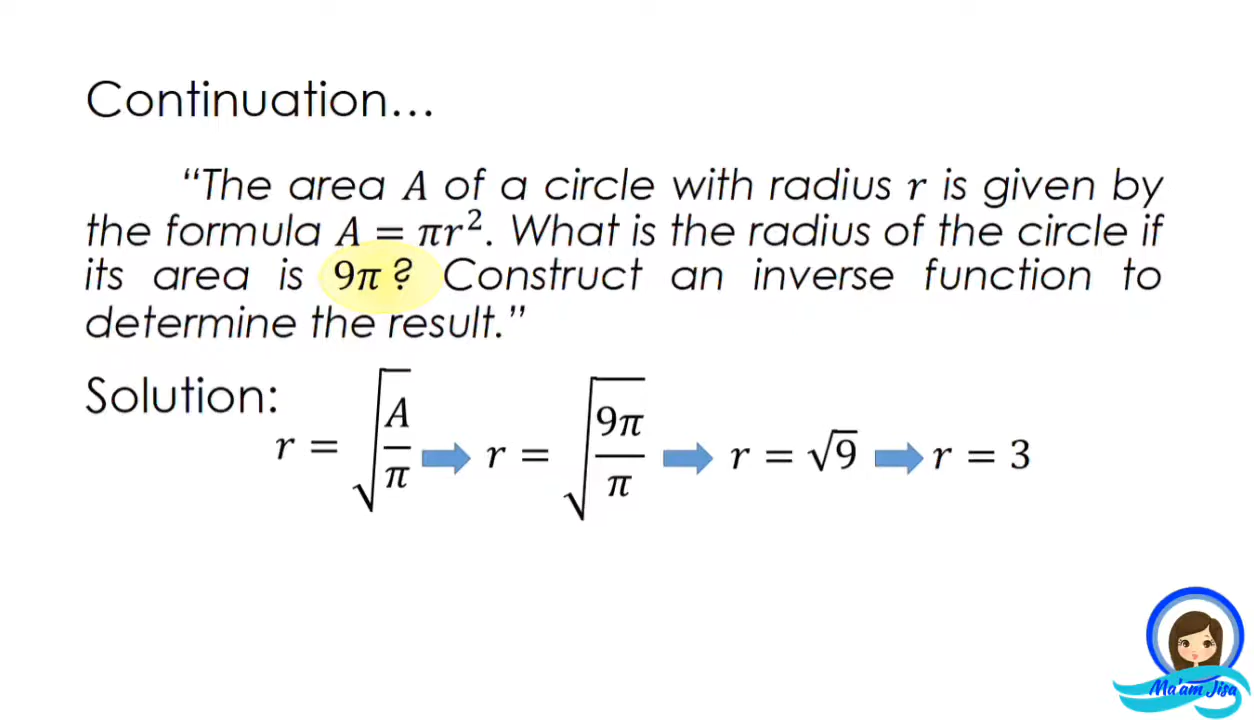 Continuation...
“The area A of a circle with radius r is given by
the formula A = πr². What is the radius of the circle if
its area is 9π ? Construct an inverse function to
determine the result.”
Solution:
r = √(A/π) ➡ r = √(9π/π) ➡ r = √9 ➡ r = 3
Ma'am Jisa